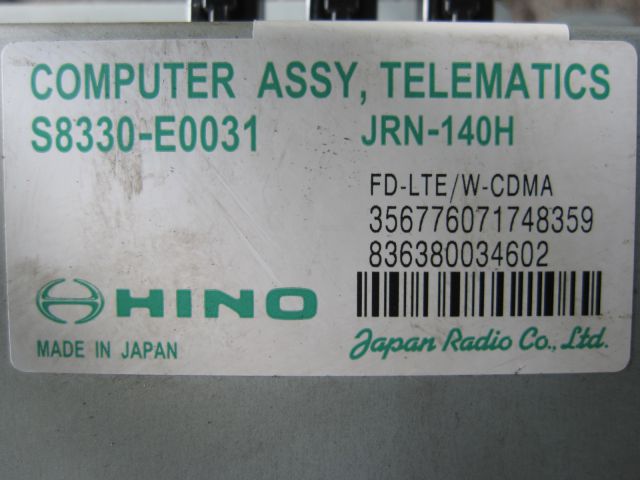 COMPUTER ASSY, TELEMATICS
S8330-E0031 JRN-140H
FD-LTE/W-CDMA
356776071748359
836380034602
HINO
MADE IN JAPAN Japan Radio Co., Ltd.